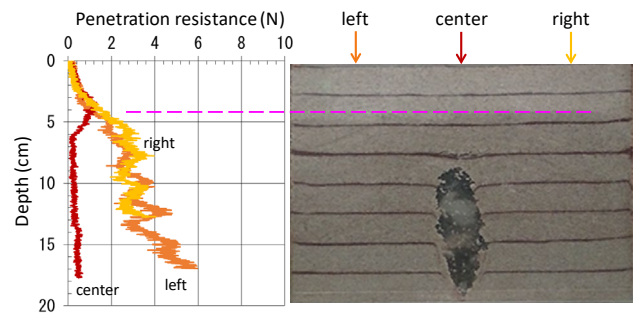 Penetration resistance (N)
0 2 4 6 8 10
left center right
0
5
10
15
20
Depth (cm)
right
center
left